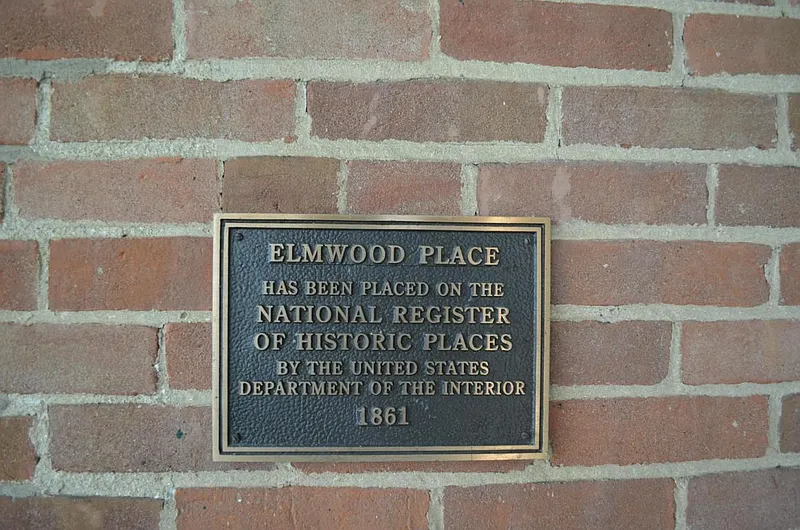 ELMWOOD PLACE
HAS BEEN PLACED ON THE
NATIONAL REGISTER
OF HISTORIC PLACES
BY THE UNITED STATES
DEPARTMENT OF THE INTERIOR
1861